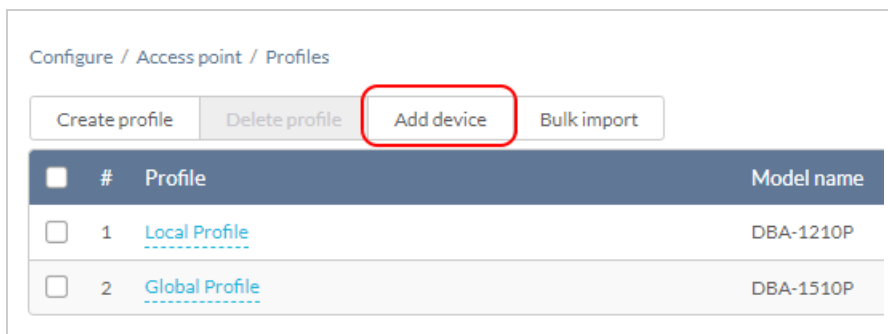 Configure / Access point / Profiles
Create profile Delete profile Add device Bulk import
# Profile Model name
1 Local Profile DBA-1210P
2 Global Profile DBA-1510P